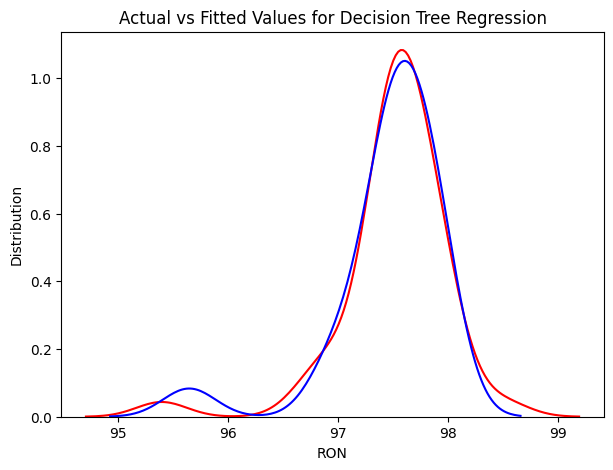 Actual vs Fitted Values for Decision Tree Regression
Distribution
1.0
0.8
0.6
0.4
0.2
0.0
95 96 97 98 99
RON